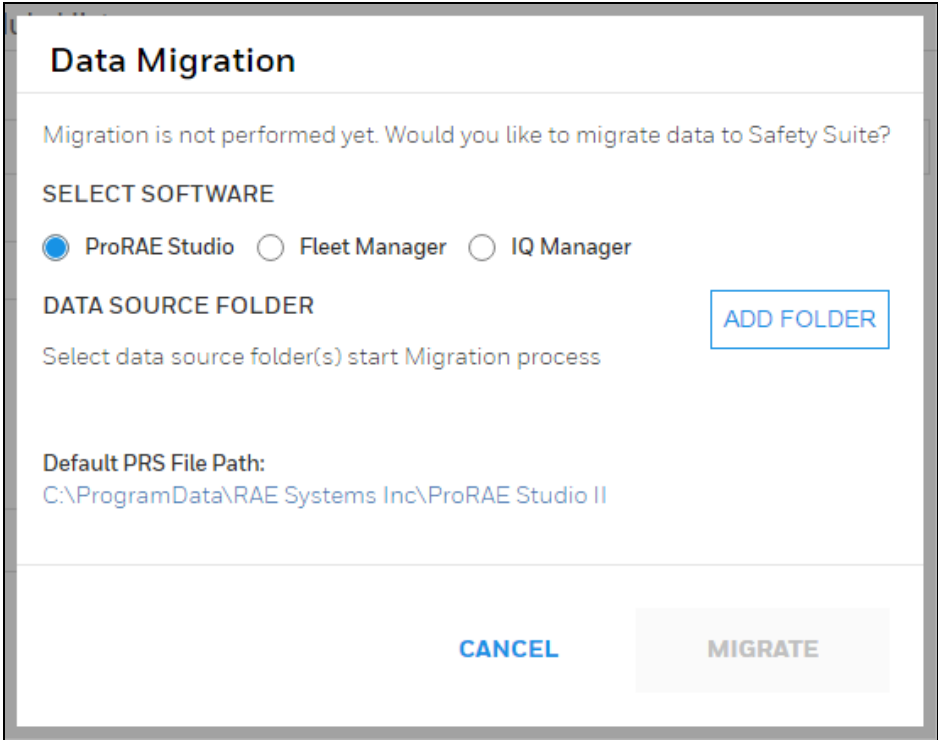 Data Migration
Migration is not performed yet. Would you like to migrate data to Safety Suite?
SELECT SOFTWARE
ProRAE Studio Fleet Manager IQ Manager
DATA SOURCE FOLDER
ADD FOLDER
Select data source folder(s) start Migration process
Default PRS File Path:
C:\ProgramData\RAE Systems Inc\ProRAE Studio II
CANCEL MIGRATE